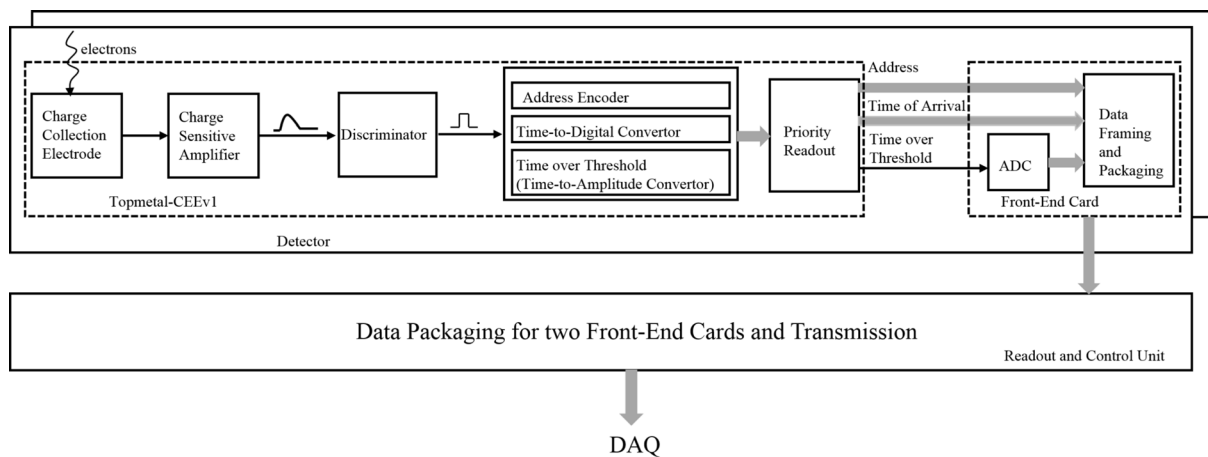 electrons
Charge
Collection
Electrode
Charge
Sensitive
Amplifier
Discriminator
Address Encoder
Time-to-Digital Convertor
Time over Threshold
(Time-to-Amplitude Convertor)
Priority
Readout
Address
Time of Arrival
Time over
Threshold
ADC
Data
Framing
and
Packaging
Topmetal-CEEv1
Front-End Card
Detector
Data Packaging for two Front-End Cards and Transmission
Readout and Control Unit
DAQ